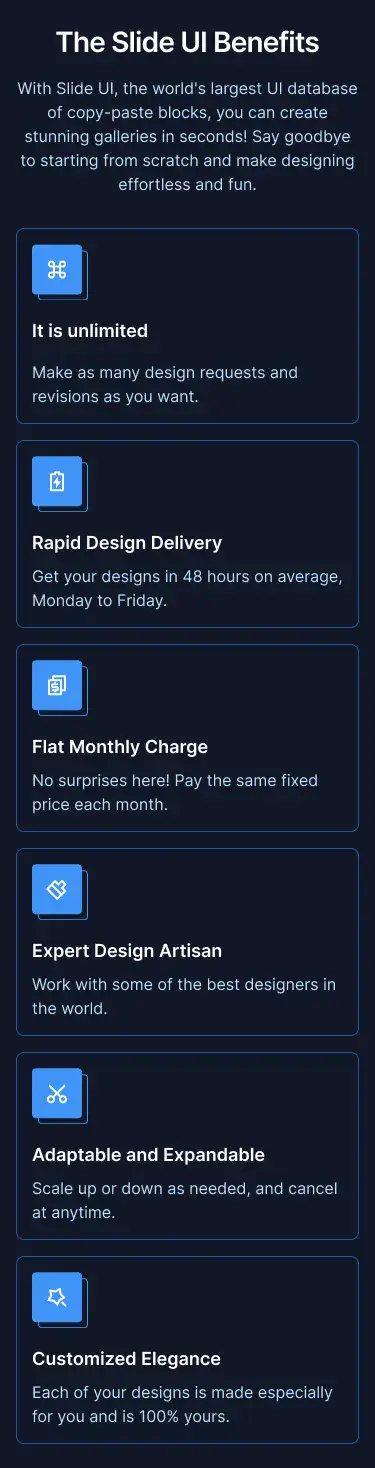 The Slide UI Benefits
With Slide UI, the world's largest UI database
of copy-paste blocks, you can create
stunning galleries in seconds! Say goodbye
to starting from scratch and make designing
effortless and fun.
It is unlimited
Make as many design requests and
revisions as you want.
Rapid Design Delivery
Get your designs in 48 hours on average,
Monday to Friday.
Flat Monthly Charge
No surprises here! Pay the same fixed
price each month.
Expert Design Artisan
Work with some of the best designers in
the world.
Adaptable and Expandable
Scale up or down as needed, and cancel
at anytime.
Customized Elegance
Each of your designs is made especially
for you and is 100% yours.